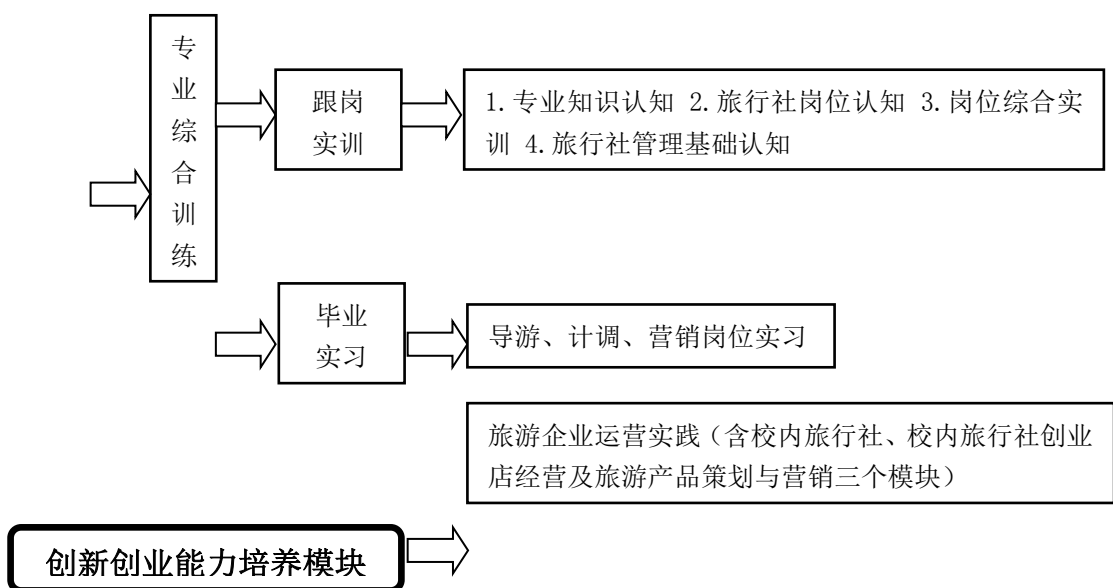 专业综合训练
跟岗
实训
1.专业知识认知 2.旅行社岗位认知 3.岗位综合实
训 4.旅行社管理基础认知
毕业
实习
导游、计调、营销岗位实习
旅游企业运营实践（含校内旅行社、校内旅行社创业
店经营及旅游产品策划与营销三个模块）
创新创业能力培养模块